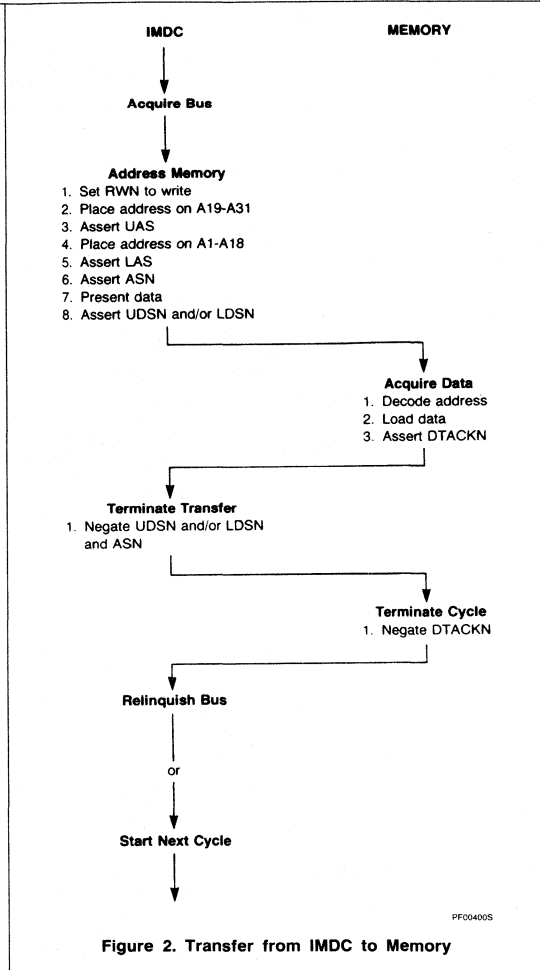 IMDC MEMORY
Acquire Bus
Address Memory
1. Set RWN to write
2. Place address on A19-A31
3. Assert UAS
4. Place address on A1-A18
5. Assert LAS
6. Assert ASN
7. Present data
8. Assert UDSN and/or LDSN
Acquire Data
1. Decode address
2. Load data
3. Assert DTACKN
Terminate Transfer
1. Negate UDSN and/or LDSN
and ASN
Terminate Cycle
1. Negate DTACKN
Relinquish Bus
or
Start Next Cycle
PF00400S
Figure 2. Transfer from IMDC to Memory